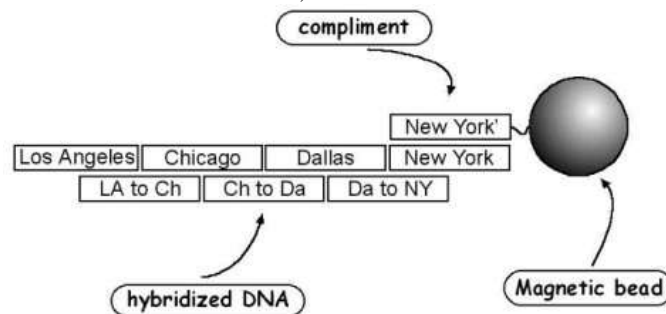 compliment
New York'
Los Angeles Chicago Dallas New York
LA to Ch Ch to Da Da to NY
hybridized DNA
Magnetic bead